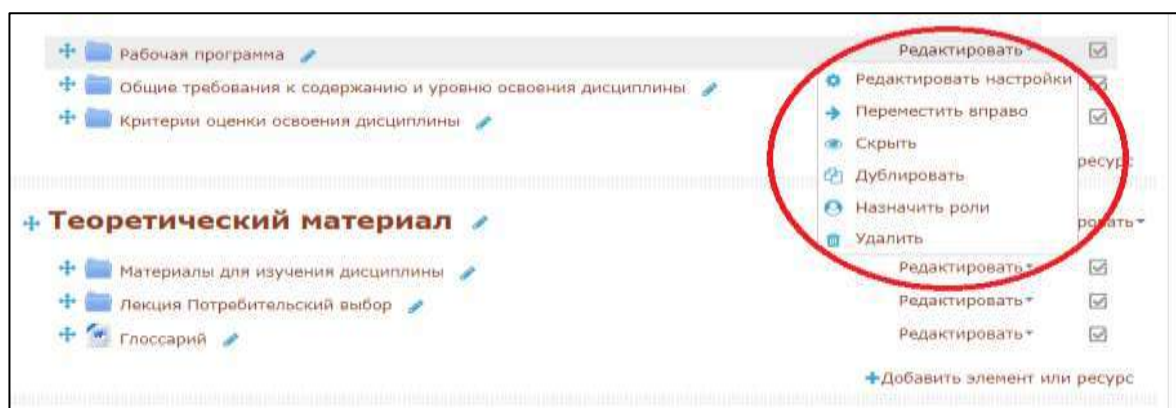 Рабочая программа Редактировать
Общие требования к содержанию и уровню освоения дисциплины Редактировать настройки
Критерии оценки освоения дисциплины Переместить вправо
Скрыть
ресурс
Дублировать
Назначить роли
Теоретический материал
Удалить
Материалы для изучения дисциплины Редактировать
Лекция Потребительский выбор Редактировать
Глоссарий Редактировать
+Добавить элемент или ресурс